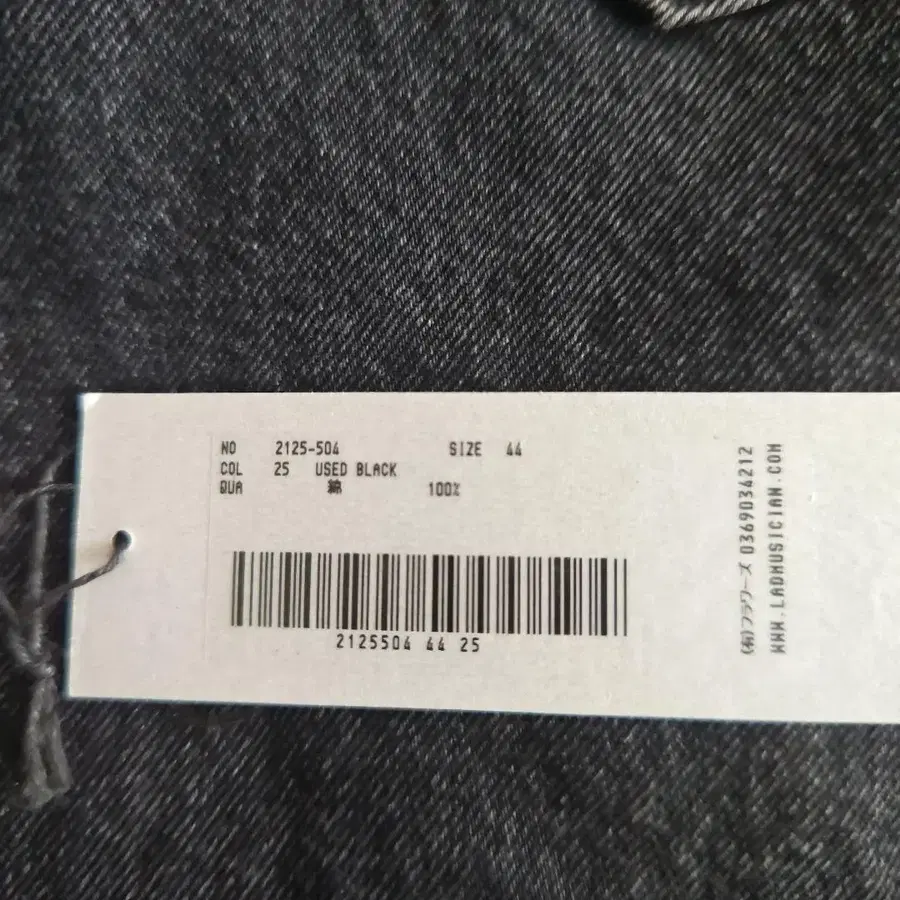 NO 2125-504 SIZE 44
COL 25 USED BLACK
QUA 綿 100%
2125504 44 25
(有)フラワーズ 0369034212
WWW.LADMUSICIAN.COM